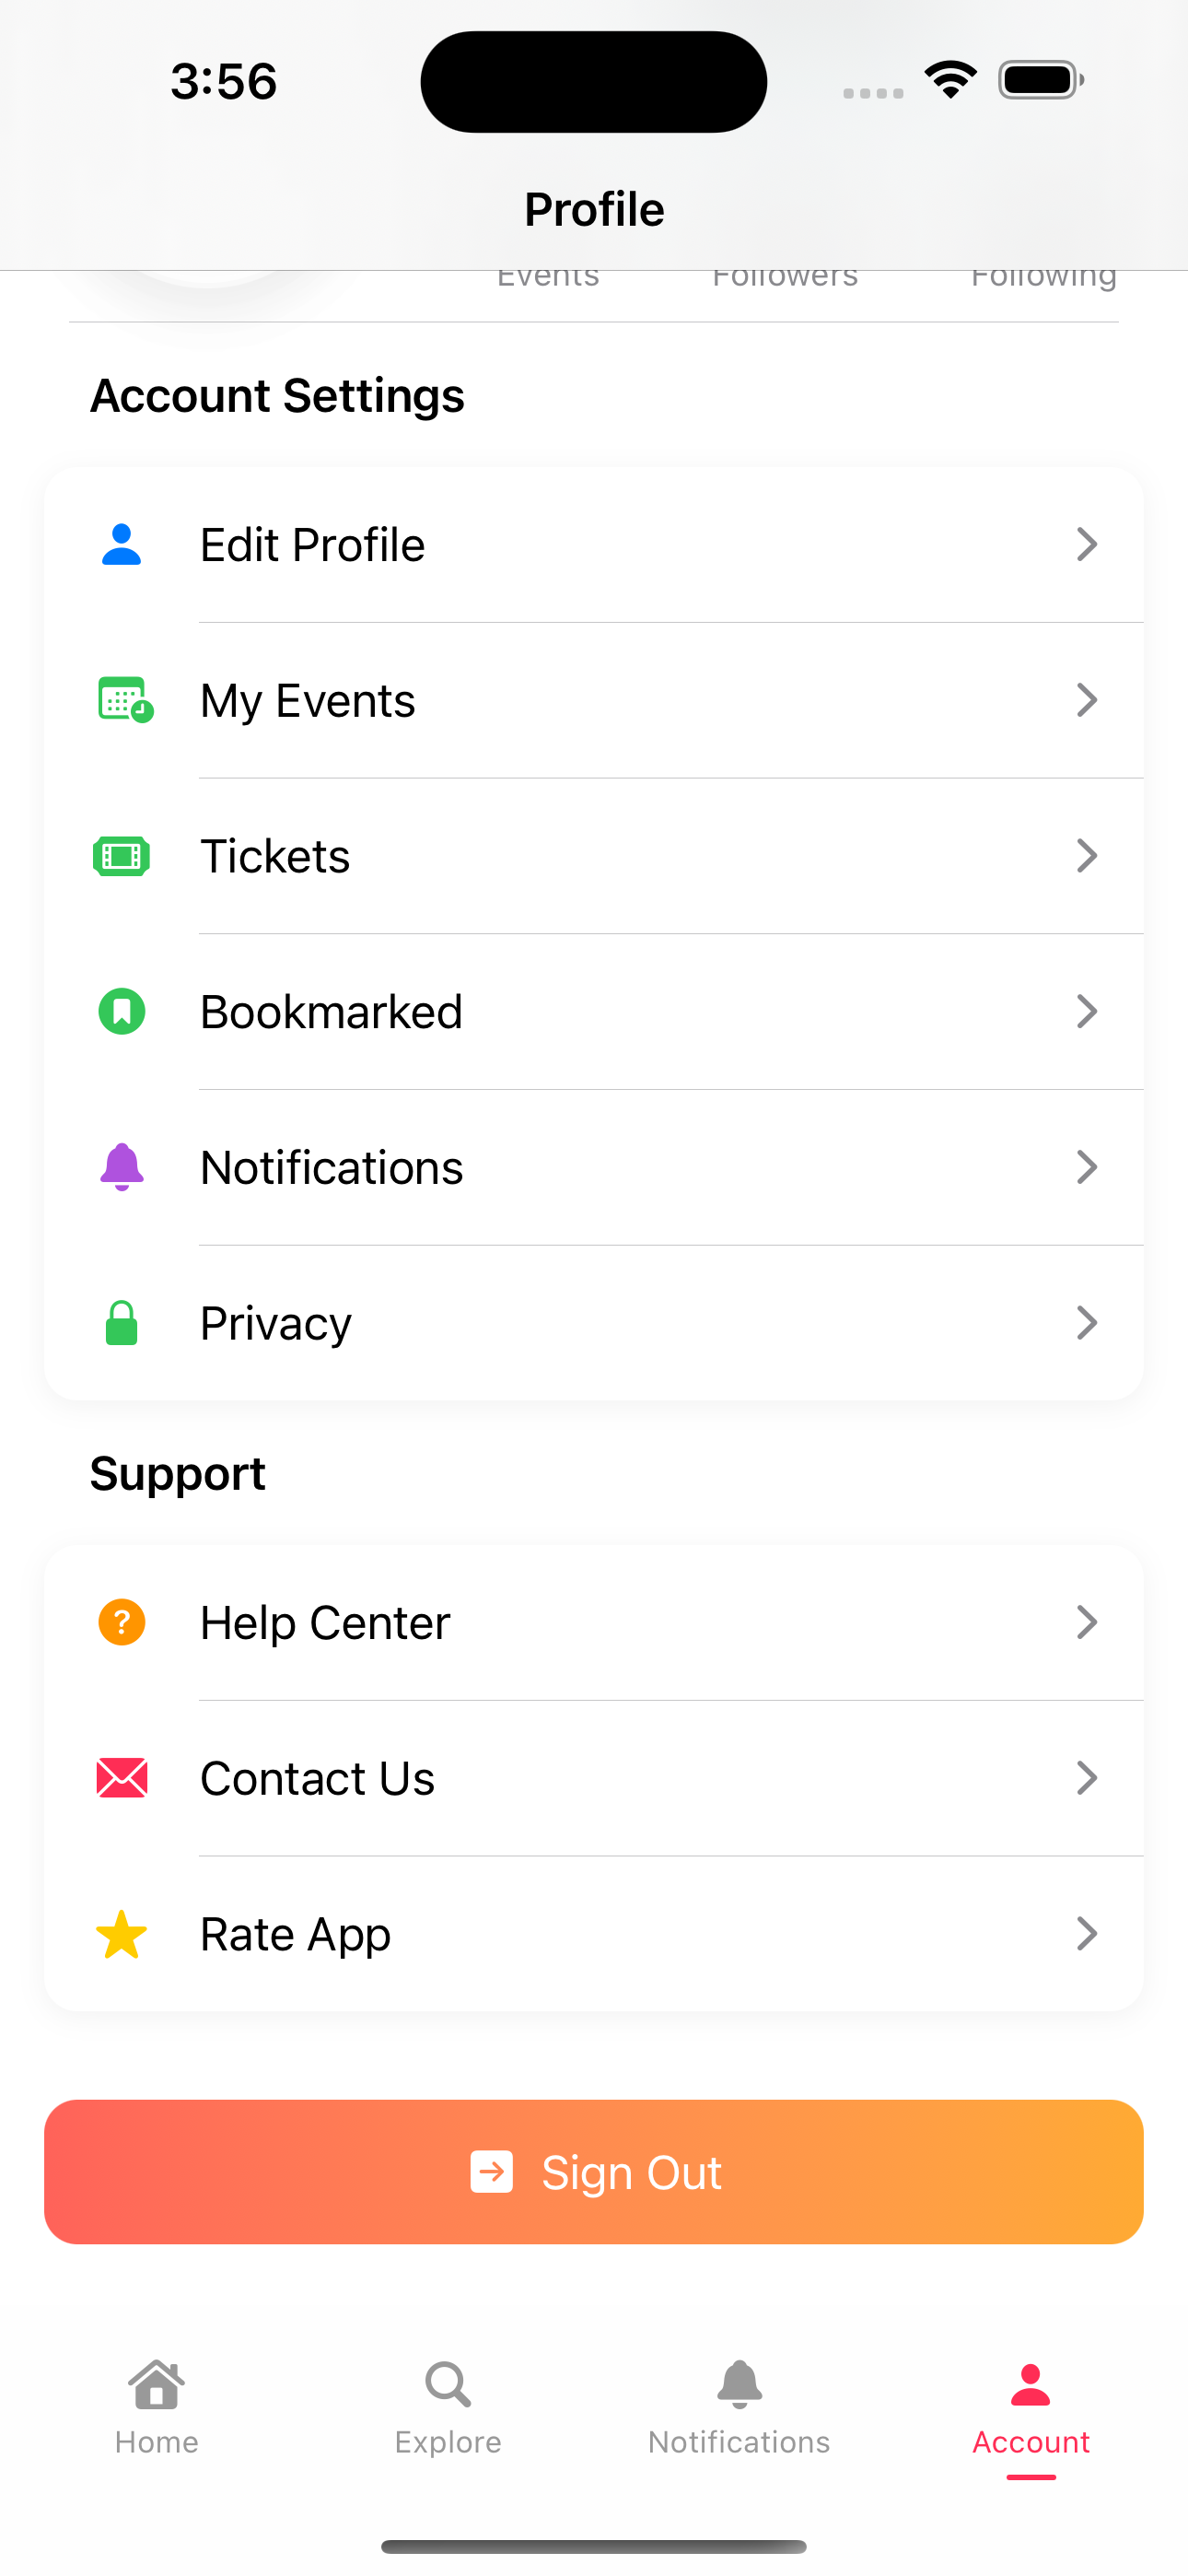 3:56
Profile
Events Followers Following
Account Settings
Edit Profile
My Events
Tickets
Bookmarked
Notifications
Privacy
Support
Help Center
Contact Us
Rate App
Sign Out
Home Explore Notifications Account